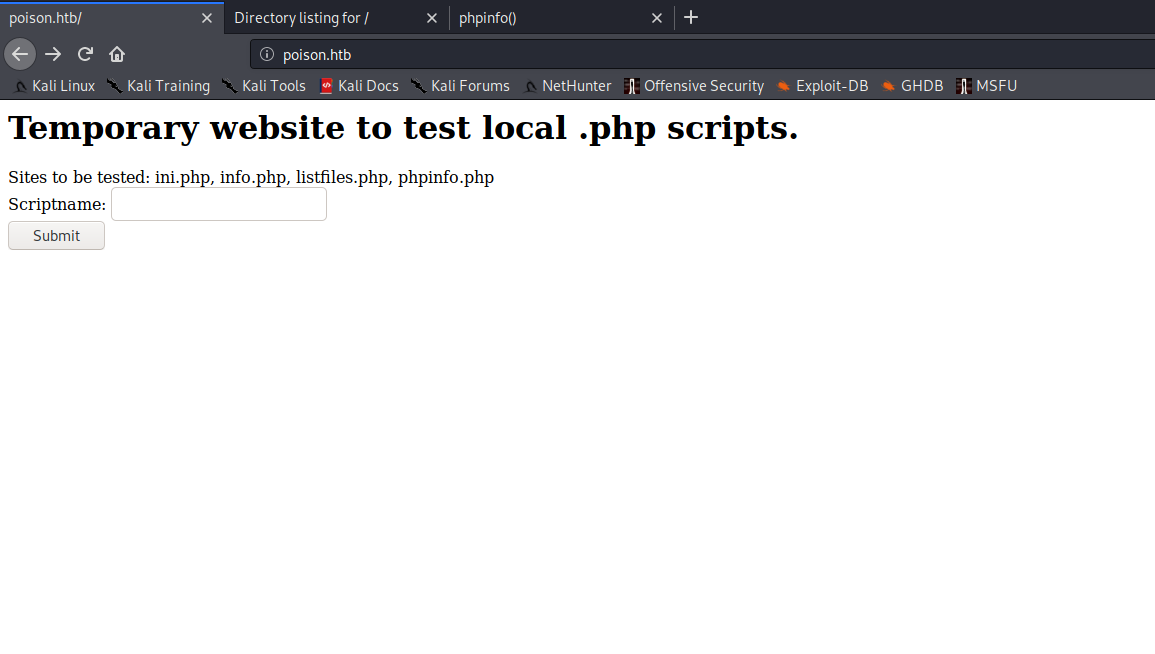 poison.htb/ Directory listing for / phpinfo()
poison.htb
Kali Linux Kali Training Kali Tools Kali Docs Kali Forums NetHunter Offensive Security Exploit-DB GHDB MSFU
Temporary website to test local .php scripts.
Sites to be tested: ini.php, info.php, listfiles.php, phpinfo.php
Scriptname:
Submit